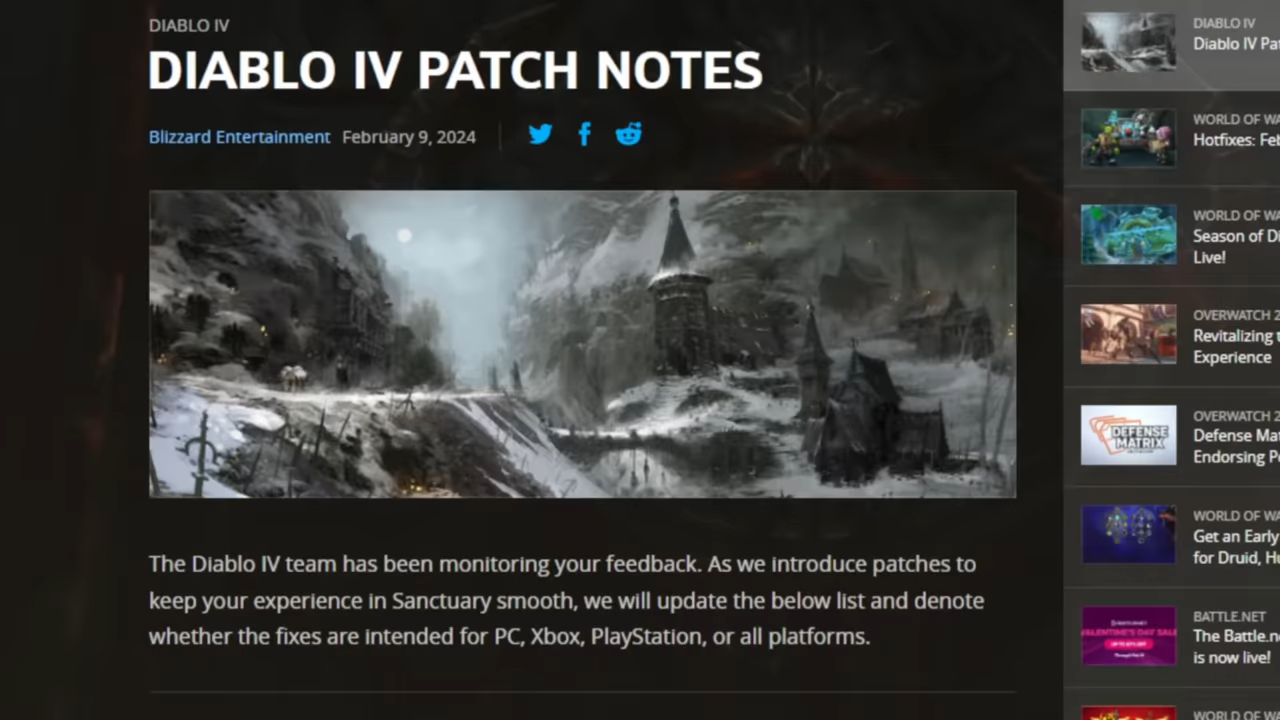 DIABLO IV
DIABLO IV PATCH NOTES
Blizzard Entertainment February 9, 2024
The Diablo IV team has been monitoring your feedback. As we introduce patches to
keep your experience in Sanctuary smooth, we will update the below list and denote
whether the fixes are intended for PC, Xbox, PlayStation, or all platforms.
DIABLO IV
Diablo IV Pa
WORLD OF WA
Hotfixes: Feb
WORLD OF WA
Season of Di
Live!
OVERWATCH 2
Revitalizing t
Experience
DEFENSE
MATRIX
OVERWATCH 2
Defense Mat
Endorsing Po
WORLD OF WA
Get an Early
for Druid, Hu
VALENTINE'S DAY SALE
BATTLE.NET
The Battle.ne
is now live!
WORLD OF WA